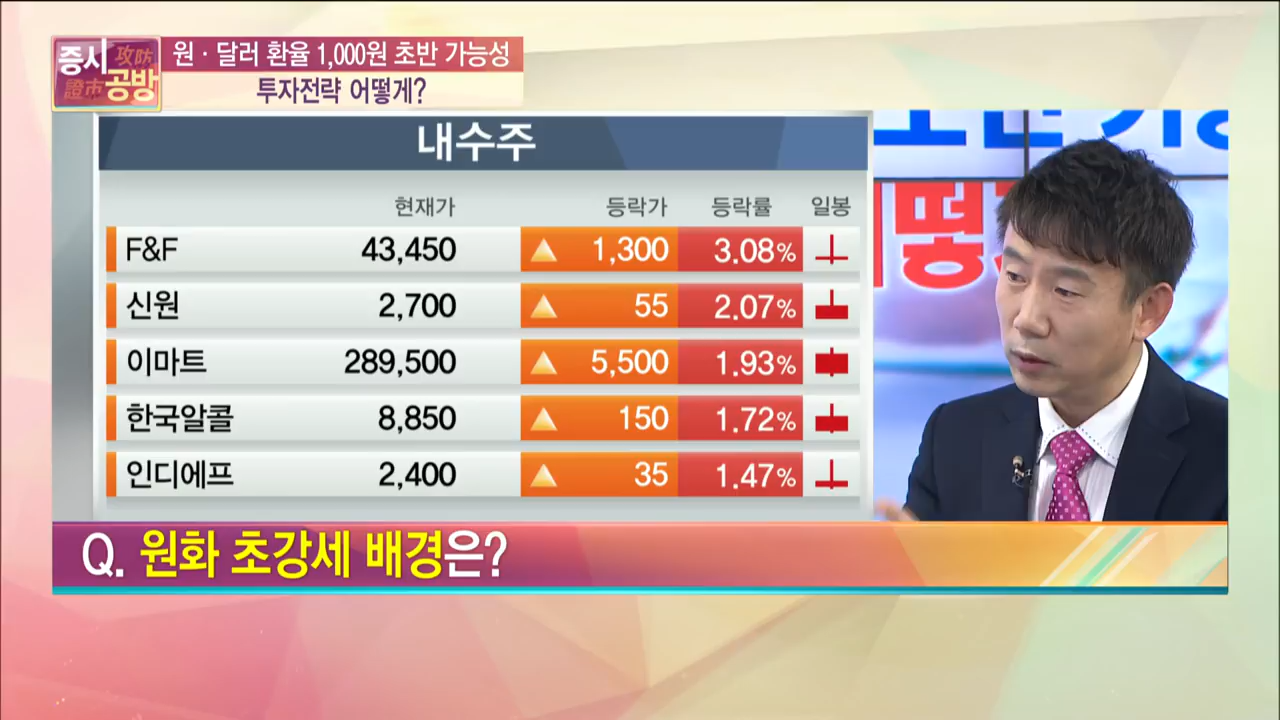 증시 攻防
證市 공방
원·달러 환율 1,000원 초반 가능성
투자전략 어떻게?
내수주
현재가 등락가 등락률 일봉
F&F 43,450 ▲ 1,300 3.08%
신원 2,700 ▲ 55 2.07%
이마트 289,500 ▲ 5,500 1.93%
한국알콜 8,850 ▲ 150 1.72%
인디에프 2,400 ▲ 35 1.47%
Q. 원화 초강세 배경은?